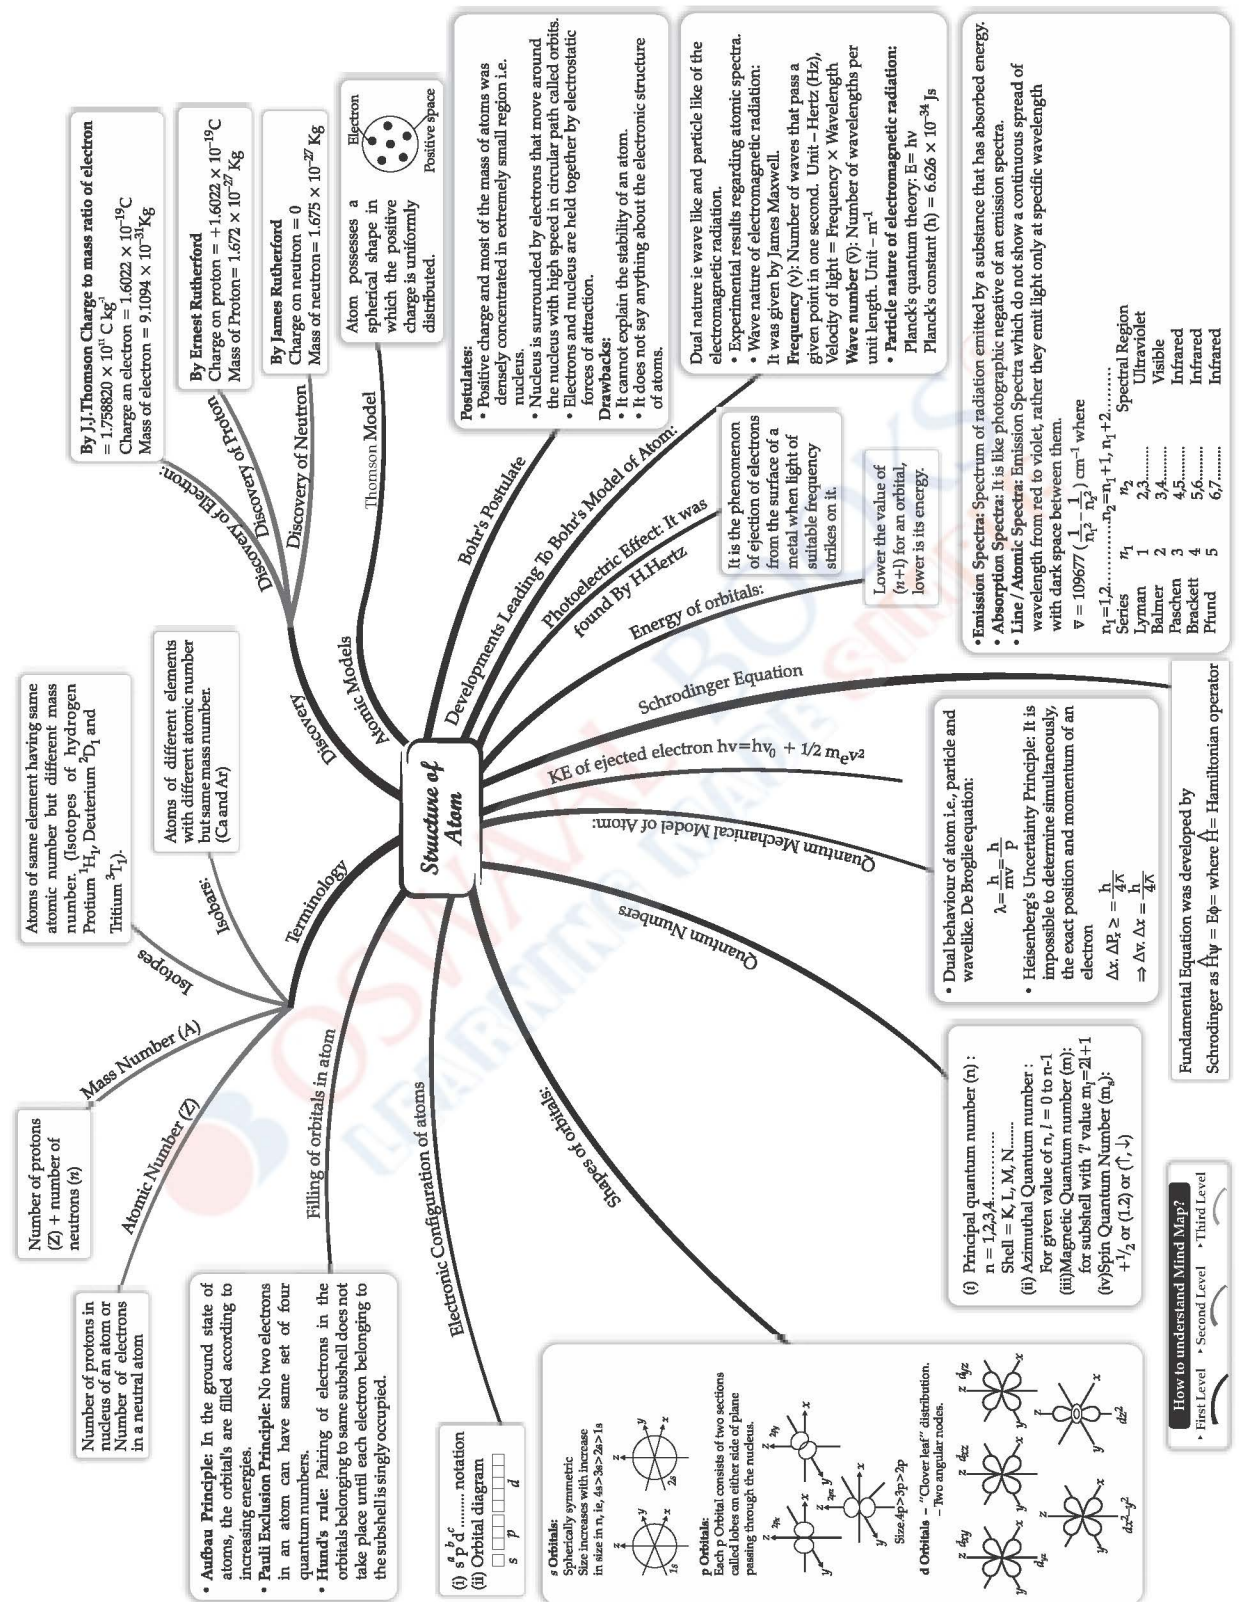 Structure of
Atom
Discovery
Discovery of Electron:
By J.J.Thomson Charge to mass ratio of electron
= 1.758820 × 10¹¹ C kg⁻¹
Charge an electron = 1.6022 × 10⁻¹⁹C
Mass of electron = 9.1094 × 10⁻³¹Kg
Discovery of Proton
By Ernest Rutherford
Charge on proton = +1.6022 × 10⁻¹⁹C
Mass of Proton= 1.672 × 10⁻²⁷ Kg
Discovery of Neutron
By James Rutherford
Charge on neutron = 0
Mass of neutron= 1.675 × 10⁻²⁷ Kg
Atomic Models
Thomson Model
Atom possesses a
spherical shape in
which the positive
charge is uniformly
distributed.
Electron
Positive space
Bohr's Postulate
Postulates:
• Positive charge and most of the mass of atoms was
densely concentrated in extremely small region i.e.
nucleus.
• Nucleus is surrounded by electrons that move around
the nucleus with high speed in circular path called orbits.
• Electrons and nucleus are held together by electrostatic
forces of attraction.
Drawbacks:
• It cannot explain the stability of an atom.
• It does not say anything about the electronic structure
of atoms.
Developments Leading To Bohr's Model of Atom:
Dual nature ie wave like and particle like of the
electromagnetic radiation.
• Experimental results regarding atomic spectra.
• Wave nature of electromagnetic radiation:
It was given by James Maxwell.
Frequency (ν): Number of waves that pass a
given point in one second. Unit – Hertz (Hz),
Velocity of light = Frequency × Wavelength
Wave number (ν̄): Number of wavelengths per
unit length. Unit – m⁻¹
• Particle nature of electromagnetic radiation:
Planck's quantum theory: E= hν
Planck's constant (h) = 6.626 × 10⁻³⁴ Js
Photoelectric Effect: It was
found By H.Hertz
It is the phenomenon
of ejection of electrons
from the surface of a
metal when light of
suitable frequency
strikes on it.
Energy of orbitals:
Lower the value of
(n+1) for an orbital,
lower is its energy.
• Emission Spectra: Spectrum of radiation emitted by a substance that has absorbed energy.
• Absorption Spectra: It is like photographic negative of an emission spectra.
• Line / Atomic Spectra: Emission Spectra which do not show a continuous spread of
wavelength from red to violet, rather they emit light only at specific wavelength
with dark space between them.
∇ = 109677 (1/n₁² − 1/n₂²) cm⁻¹ where
n₁=1,2..................n₂=n₁+1, n₁+2..........
Series n₁ n₂ Spectral Region
Lyman 1 2,3......... Ultraviolet
Balmer 2 3,4......... Visible
Paschen 3 4,5......... Infrared
Brackett 4 5,6......... Infrared
Pfund 5 6,7......... Infrared
Schrodinger Equation
Fundamental Equation was developed by
Schrodinger as Ĥψ = Eϕ= where Ĥ= Hamiltonian operator
KE of ejected electron hv=hv₀ + 1/2 mₑv²
Quantum Mechanical Model of Atom:
• Dual behaviour of atom i.e., particle and
wavelike. De Broglie equation:
λ = h/mv = h/p
• Heisenberg's Uncertainty Principle: It is
impossible to determine simultaneously,
the exact position and momentum of an
electron
Δx. ΔPₓ ≥ = h/4π
⇒ Δv. Δx = h/4π
Quantum Numbers
(i) Principal quantum number (n) :
n = 1,2,3,4................
Shell = K, L, M, N.......
(ii) Azimuthal Quantum number :
For given value of n, l = 0 to n-1
(iii)Magnetic Quantum number (m):
for subshell with 'l' value mₗ=2l+1
(iv)Spin Quantum Number (mₛ):
+¹/₂ or (1.2) or (↑, ↓)
Terminology
Isobars:
Atoms of different elements
with different atomic number
but same mass number.
(Ca and Ar)
Isotopes
Atoms of same element having same
atomic number but different mass
number. (Isotopes of hydrogen
Protium ¹H₁, Deuterium ²D₁ and
Tritium ³T₁).
Mass Number (A)
Number of protons
(Z) + number of
neutrons (n)
Atomic Number (Z)
Number of protons in
nucleus of an atom or
Number of electrons
in a neutral atom
Filling of orbitals in atom
• Aufbau Principle: In the ground state of
atoms, the orbital's are filled according to
increasing energies.
• Pauli Exclusion Principle: No two electrons
in an atom can have same set of four
quantum numbers.
• Hund's rule: Pairing of electrons in the
orbitals belonging to same subshell does not
take place until each electron belonging to
the subshell is singly occupied.
Electronic Configuration of atoms
(i) sᵃpᵇdᶜ.......... notation
(ii) Orbital diagram
s p d
Shapes of orbitals:
s Orbitals:
Spherically symmetric
Size increases with increase
in size in n, ie, 4s>3s>2s>1s
z y x 1s
z y x 2s
p Orbitals:
Each p Orbital consists of two sections
called lobes on either side of plane
passing through the nucleus.
z 2px x y
z 2py x y
z 2pz x y
Size.4p>3p>2p
d Orbitals – "Clover leaf" distribution.
– Two angular nodes.
z dxy x y
z dxz x y
z dyz x y
dyz
z x y dx²-y²
z x y dz²
How to understand Mind Map?
‣ First Level ‣ Second Level ‣ Third Level
OSWAAL BOOKS
LEARNING MADE SIMPLE